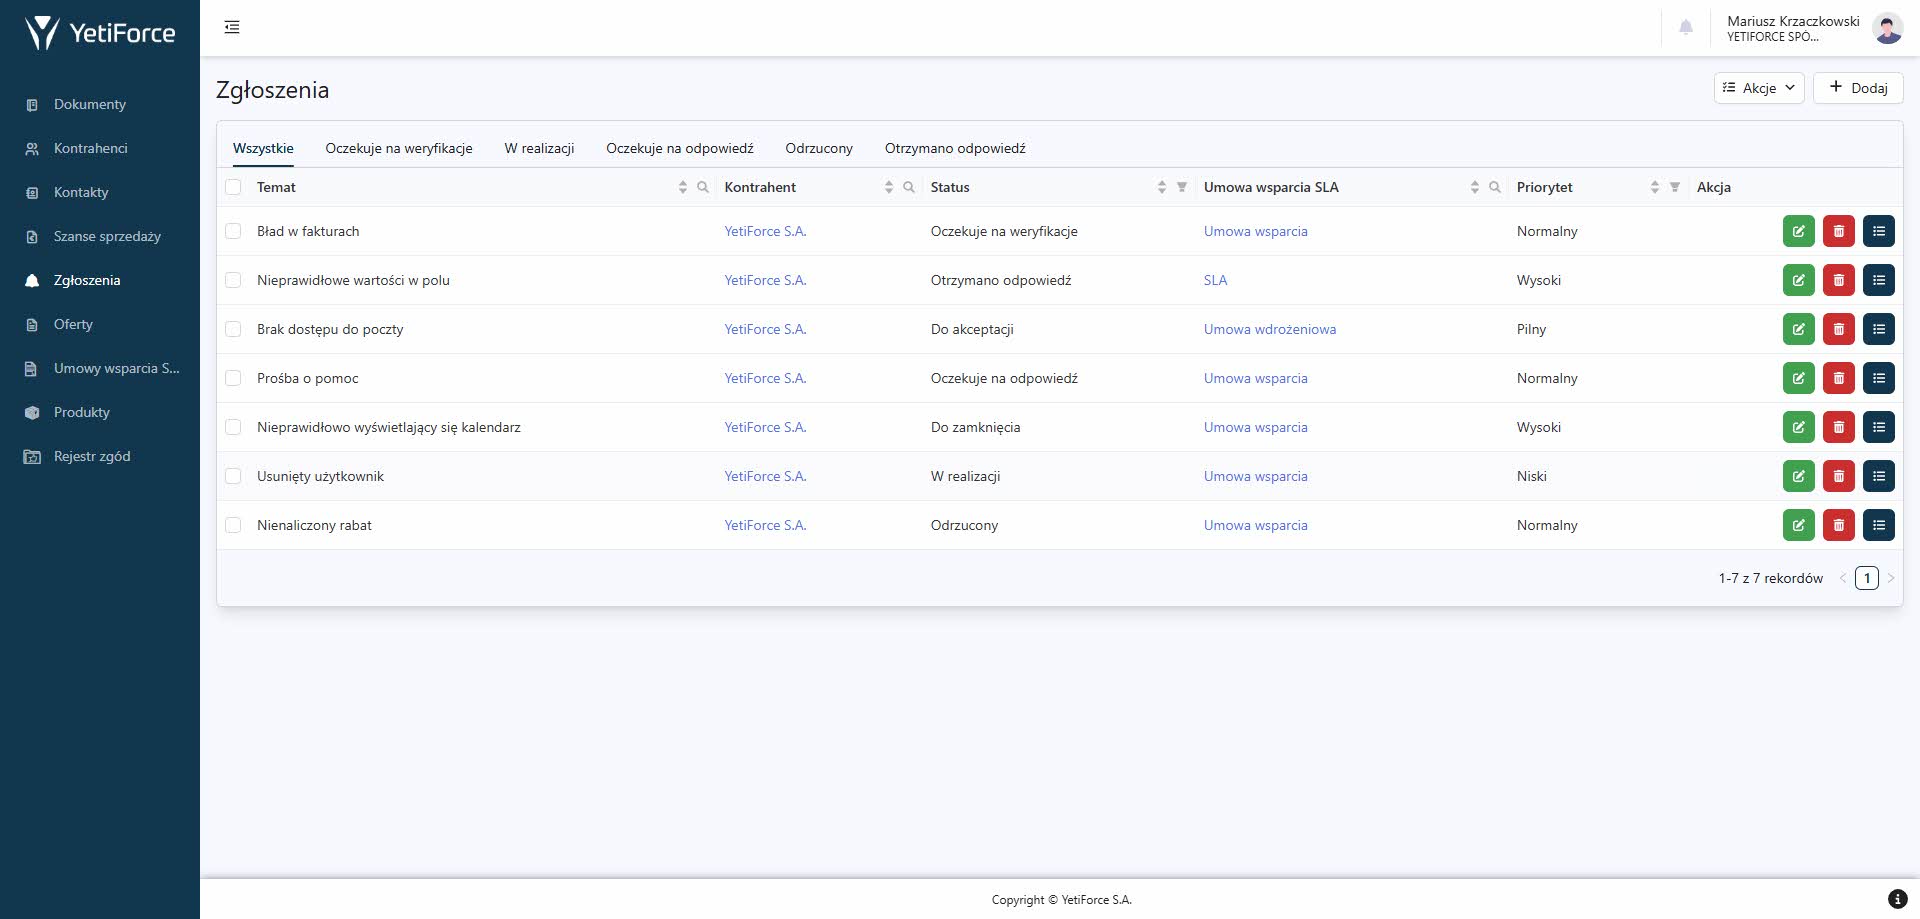 YetiForce
Mariusz Krzaczkowski
YETIFORCE SPÓ...
Dokumenty
Kontrahenci
Kontakty
Szanse sprzedaży
Zgłoszenia
Oferty
Umowy wsparcia S...
Produkty
Rejestr zgód
Zgłoszenia
Akcje
Dodaj
Wszystkie Oczekuje na weryfikacje W realizacji Oczekuje na odpowiedź Odrzucony Otrzymano odpowiedź
Temat Kontrahent Status Umowa wsparcia SLA Priorytet Akcja
Bład w fakturach YetiForce S.A. Oczekuje na weryfikacje Umowa wsparcia Normalny
Nieprawidłowe wartości w polu YetiForce S.A. Otrzymano odpowiedź SLA Wysoki
Brak dostępu do poczty YetiForce S.A. Do akceptacji Umowa wdrożeniowa Pilny
Prośba o pomoc YetiForce S.A. Oczekuje na odpowiedź Umowa wsparcia Normalny
Nieprawidłowo wyświetlający się kalendarz YetiForce S.A. Do zamknięcia Umowa wsparcia Wysoki
Usunięty użytkownik YetiForce S.A. W realizacji Umowa wsparcia Niski
Nienaliczony rabat YetiForce S.A. Odrzucony Umowa wsparcia Normalny
1-7 z 7 rekordów 1
Copyright © YetiForce S.A.